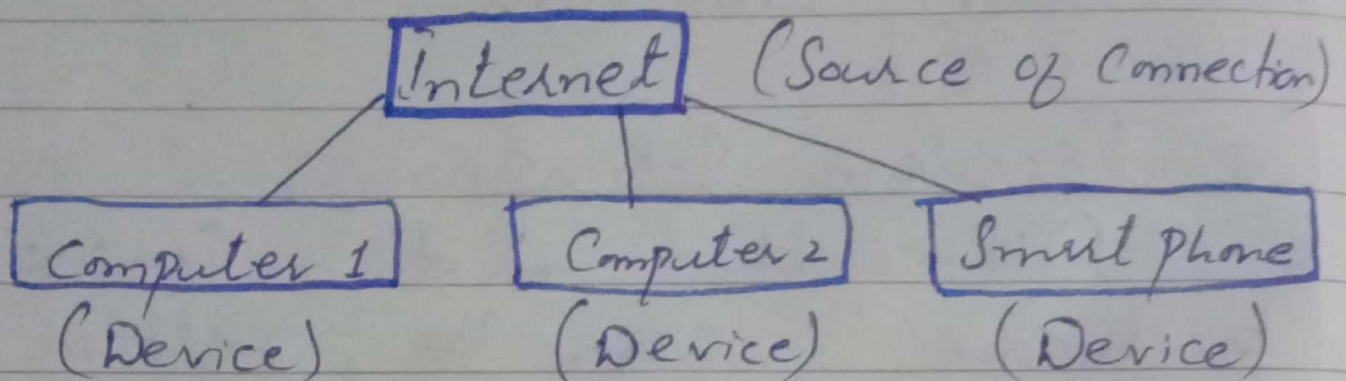 Internet (Source of Connection)
Computer 1 Computer 2 Smart phone
(Device) (Device) (Device)